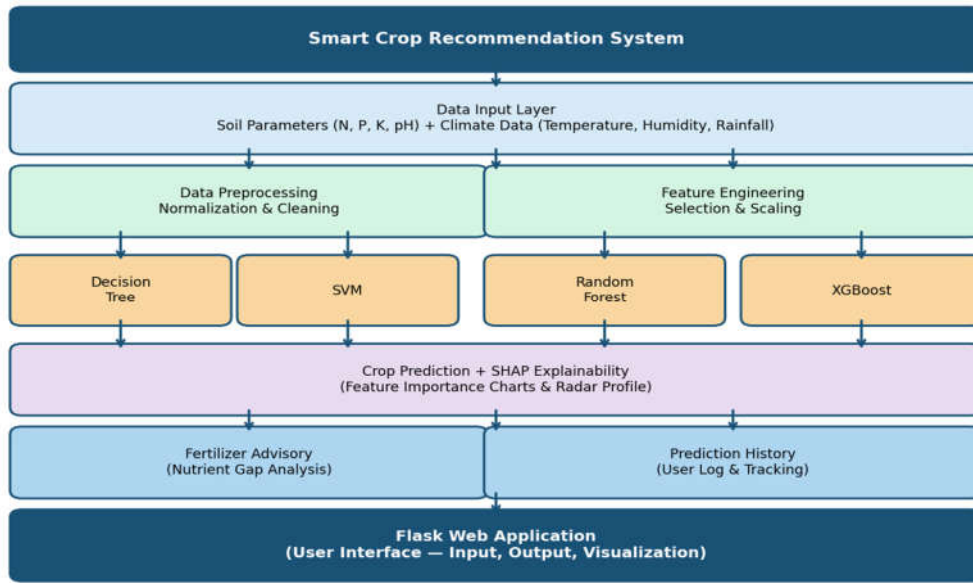 Smart Crop Recommendation System
Data Input Layer
Soil Parameters (N, P, K, pH) + Climate Data (Temperature, Humidity, Rainfall)
Data Preprocessing
Normalization & Cleaning
Feature Engineering
Selection & Scaling
Decision
Tree
SVM
Random
Forest
XGBoost
Crop Prediction + SHAP Explainability
(Feature Importance Charts & Radar Profile)
Fertilizer Advisory
(Nutrient Gap Analysis)
Prediction History
(User Log & Tracking)
Flask Web Application
(User Interface — Input, Output, Visualization)